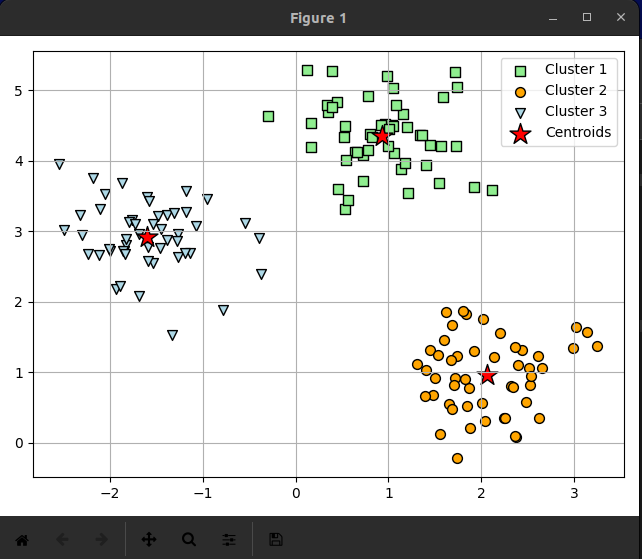 Figure 1
Cluster 1
Cluster 2
Cluster 3
Centroids
5
4
3
2
1
0
−2 −1 0 1 2 3